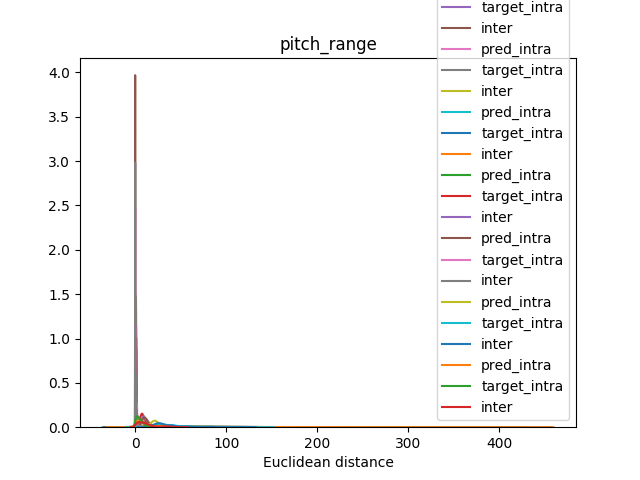 target_intra
inter
pitch_range
pred_intra
target_intra
inter
pred_intra
target_intra
inter
pred_intra
target_intra
inter
pred_intra
target_intra
inter
pred_intra
target_intra
inter
pred_intra
target_intra
inter
4.0
3.5
3.0
2.5
2.0
1.5
1.0
0.5
0.0
0 100 200 300 400
Euclidean distance